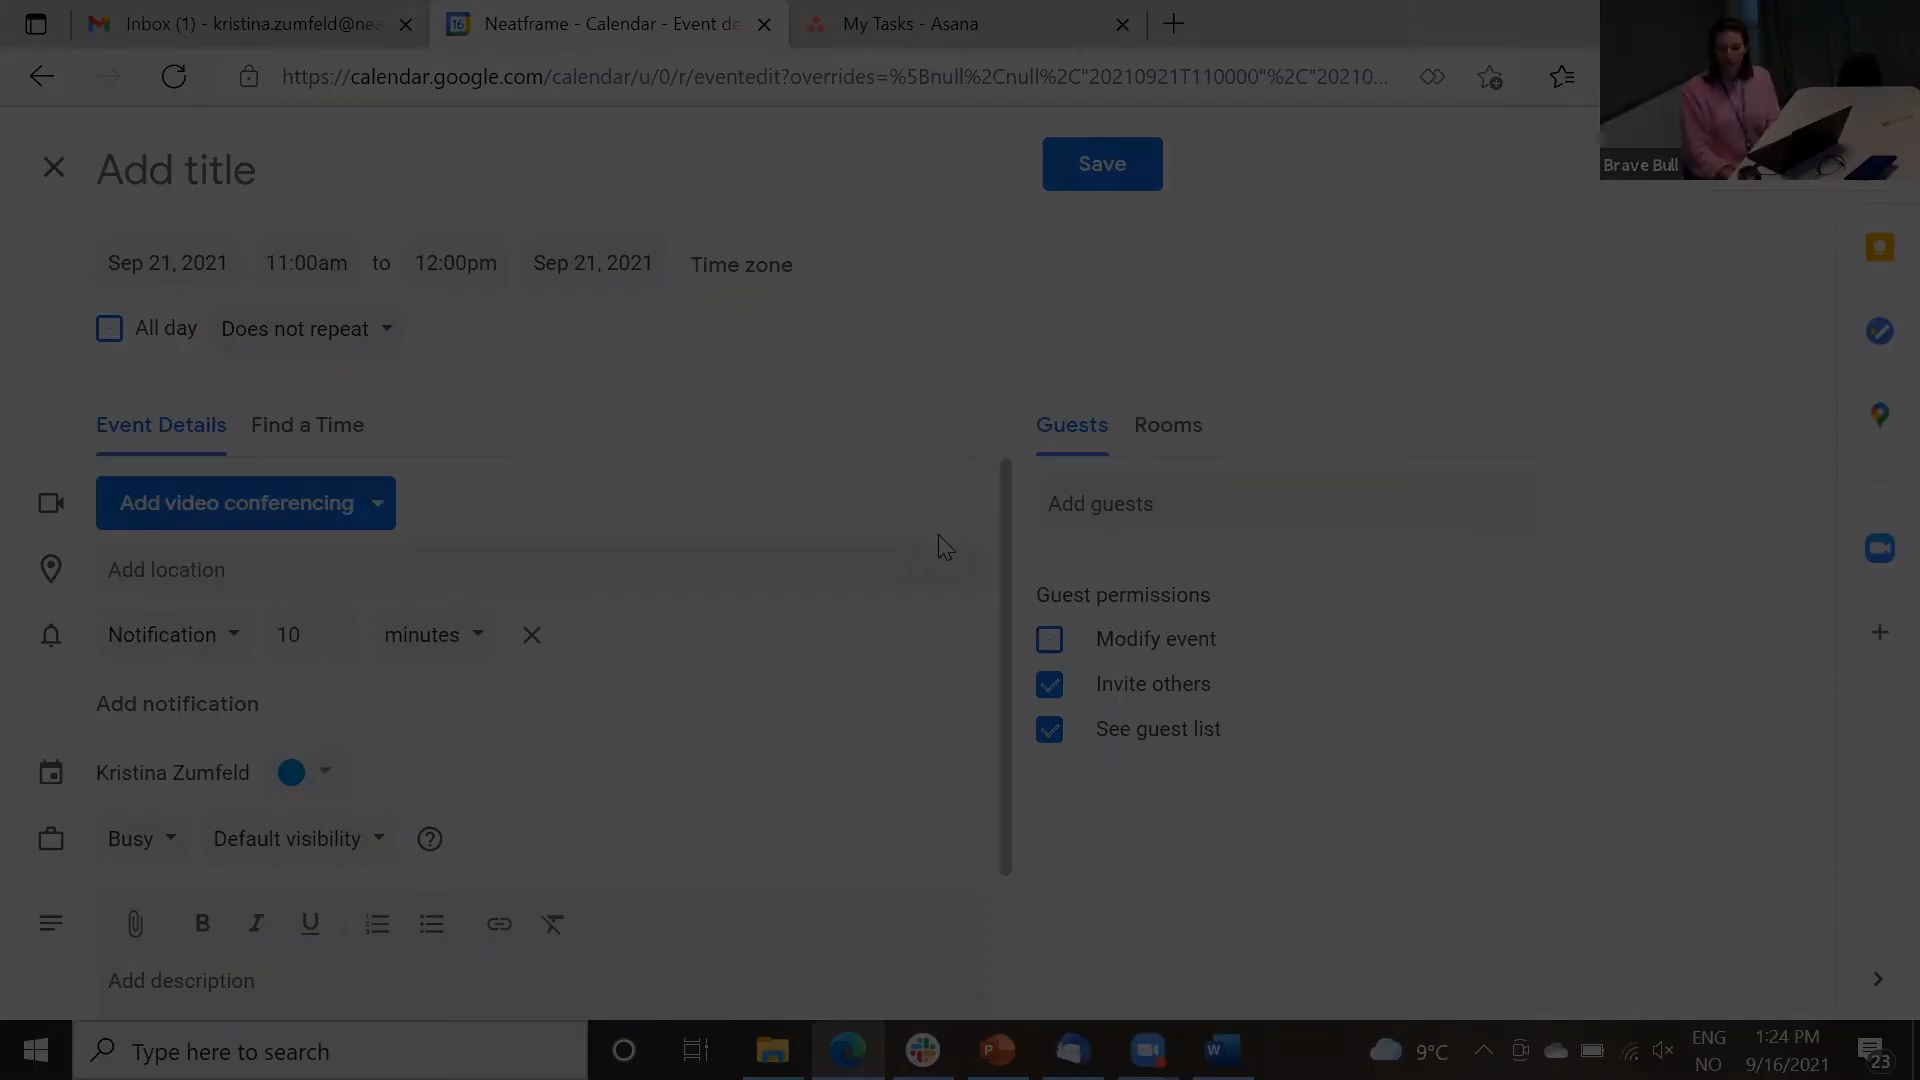 Inbox (1) - kristina.zumfeld@nea
Neatframe - Calendar - Event de
My Tasks - Asana
https://calendar.google.com/calendar/u/0/r/eventedit?overrides=%5Bnull%2Cnull%2C"20210921T110000"%2C"20210...
Brave Bull
Add title
Save
Sep 21, 2021 11:00am to 12:00pm Sep 21, 2021 Time zone
All day Does not repeat
Event Details Find a Time
Guests Rooms
Add video conferencing
Add guests
Add location
Guest permissions
Notification 10 minutes
Modify event
Invite others
Add notification
See guest list
Kristina Zumfeld
Busy Default visibility
Add description
Type here to search
9°C
ENG
NO
1:24 PM
9/16/2021
23